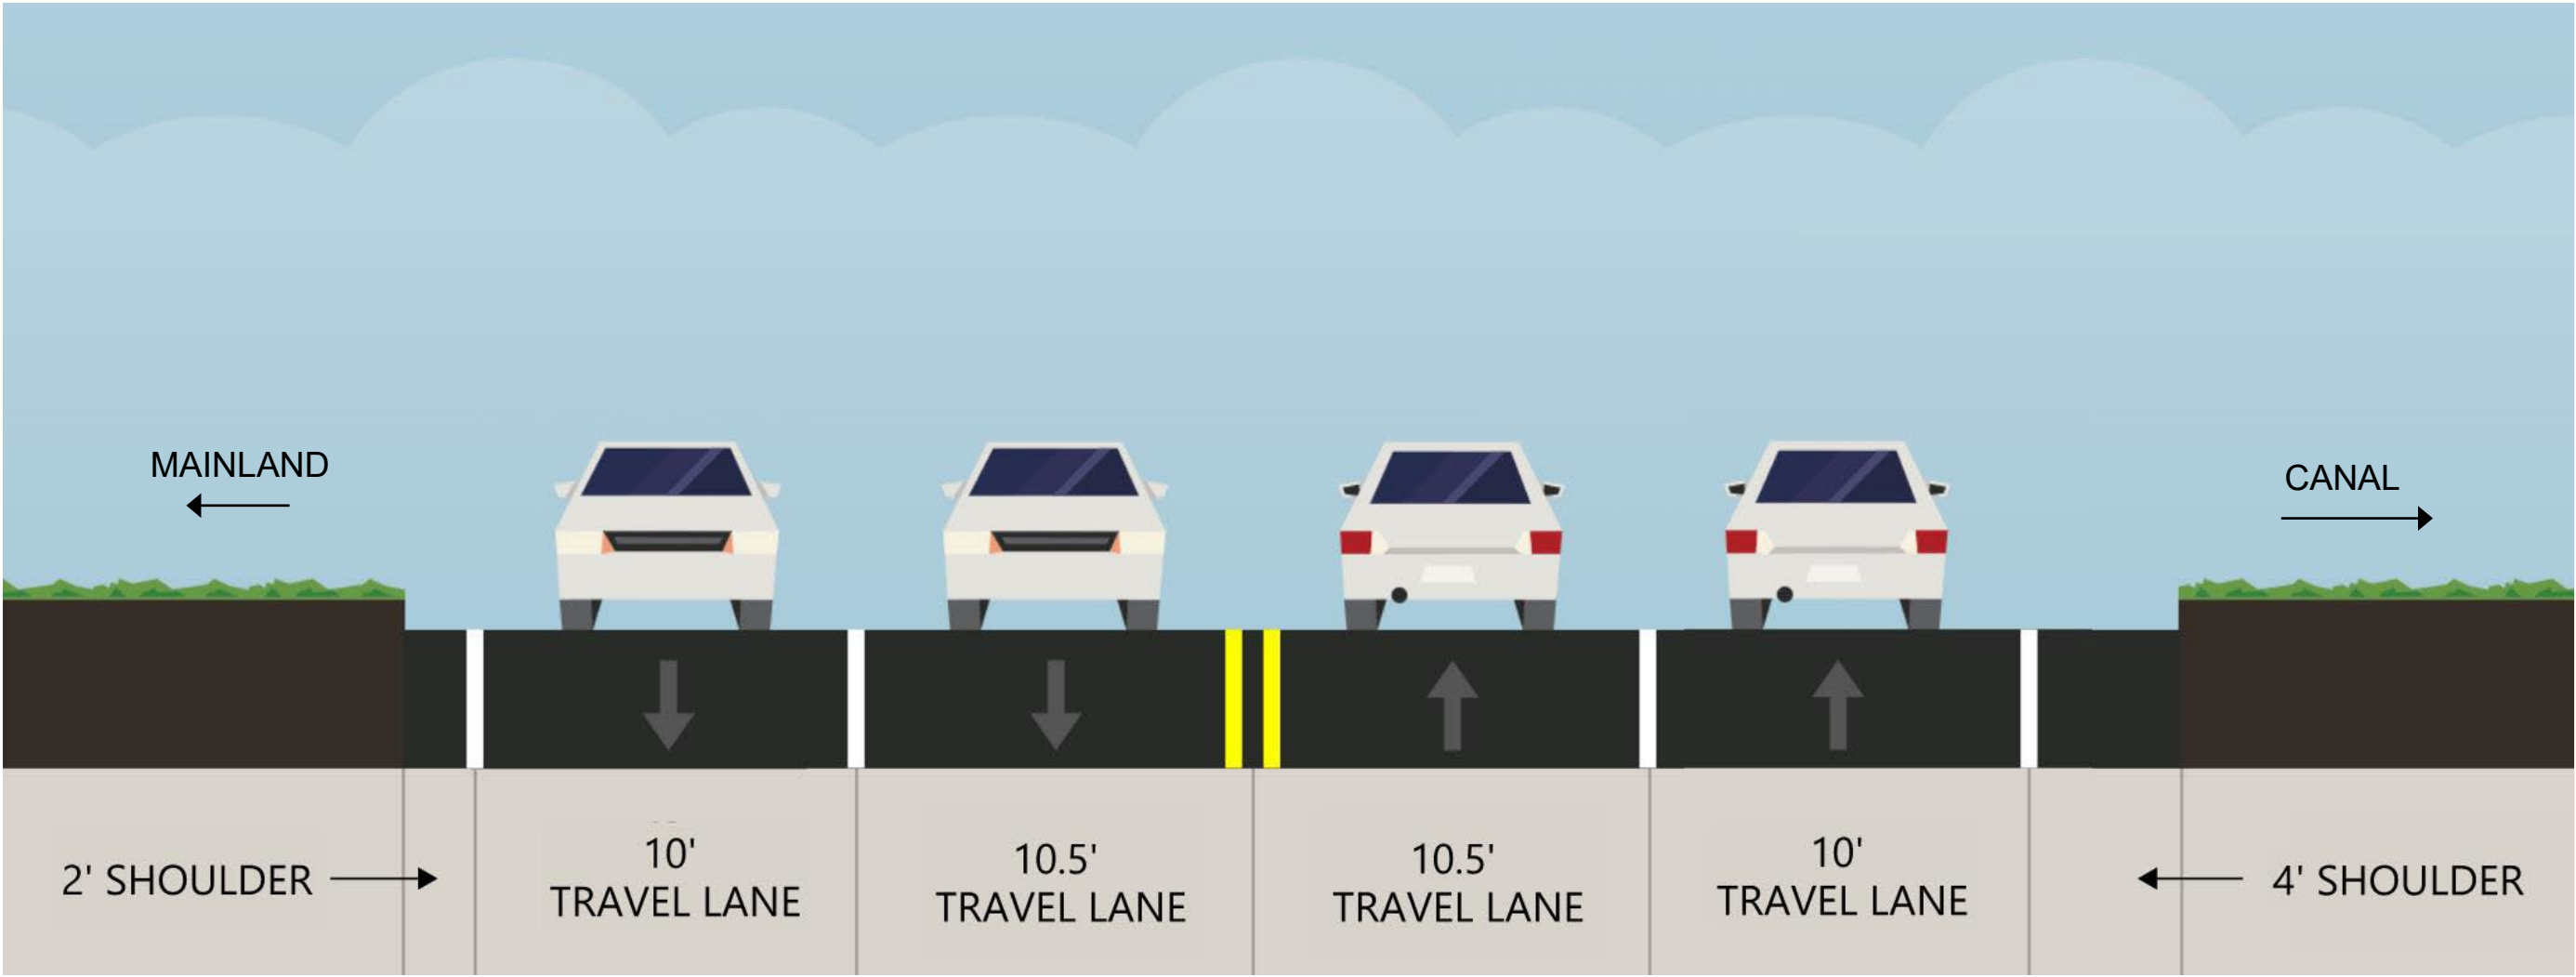 MAINLAND
CANAL
2' SHOULDER
10'
TRAVEL LANE
10.5'
TRAVEL LANE
10.5'
TRAVEL LANE
10'
TRAVEL LANE
4' SHOULDER